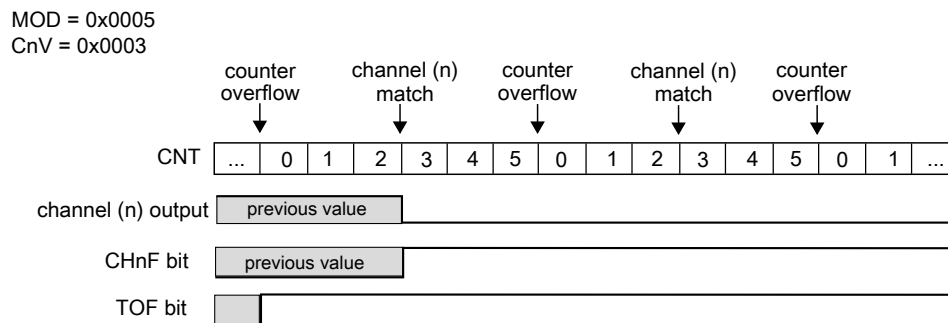 MOD = 0x0005
CnV = 0x0003
counter overflow
channel (n) match
counter overflow
channel (n) match
counter overflow
CNT ... 0 1 2 3 4 5 0 1 2 3 4 5 0 1 ...
channel (n) output previous value
CHnF bit previous value
TOF bit